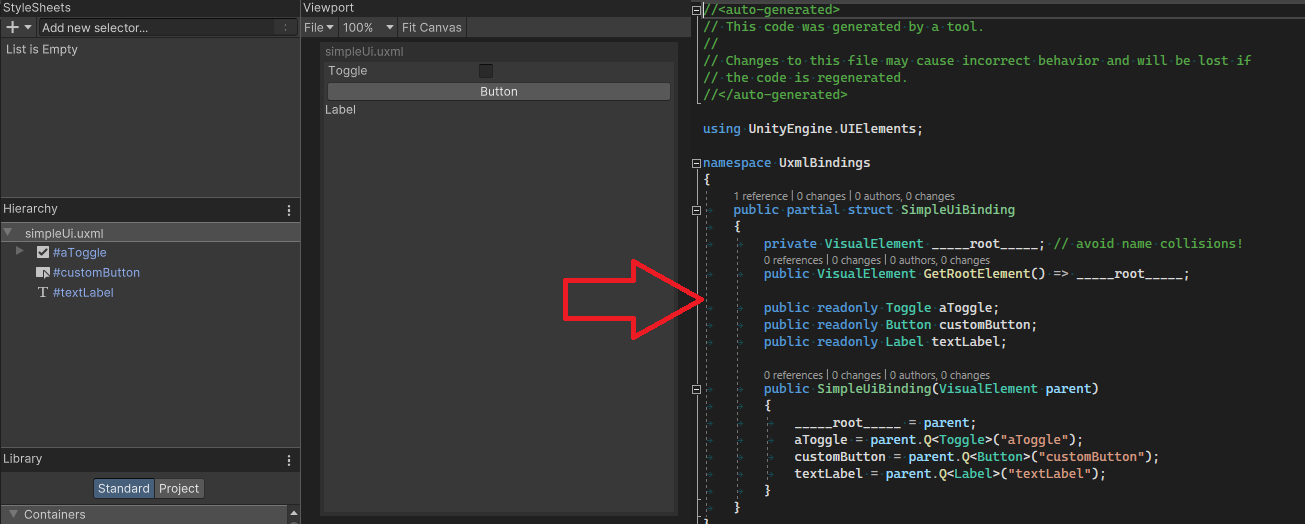 StyleSheets
Add new selector...
List is Empty
Hierarchy
simpleUi.uxml
#aToggle
#customButton
#textLabel
Library
Standard
Project
Containers
Viewport
File
100%
Fit Canvas
simpleUi.uxml
Toggle
Button
Label
//<auto-generated>
// This code was generated by a tool.
//
// Changes to this file may cause incorrect behavior and will be lost if
// the code is regenerated.
//</auto-generated>
using UnityEngine.UIElements;
namespace UxmlBindings
{
1 reference | 0 changes | 0 authors, 0 changes
public partial struct SimpleUiBinding
{
private VisualElement _____root_____; // avoid name collisions!
0 references | 0 changes | 0 authors, 0 changes
public VisualElement GetRootElement() => _____root_____;
public readonly Toggle aToggle;
public readonly Button customButton;
public readonly Label textLabel;
0 references | 0 changes | 0 authors, 0 changes
public SimpleUiBinding(VisualElement parent)
{
_____root_____ = parent;
aToggle = parent.Q<Toggle>("aToggle");
customButton = parent.Q<Button>("customButton");
textLabel = parent.Q<Label>("textLabel");
}
}
}